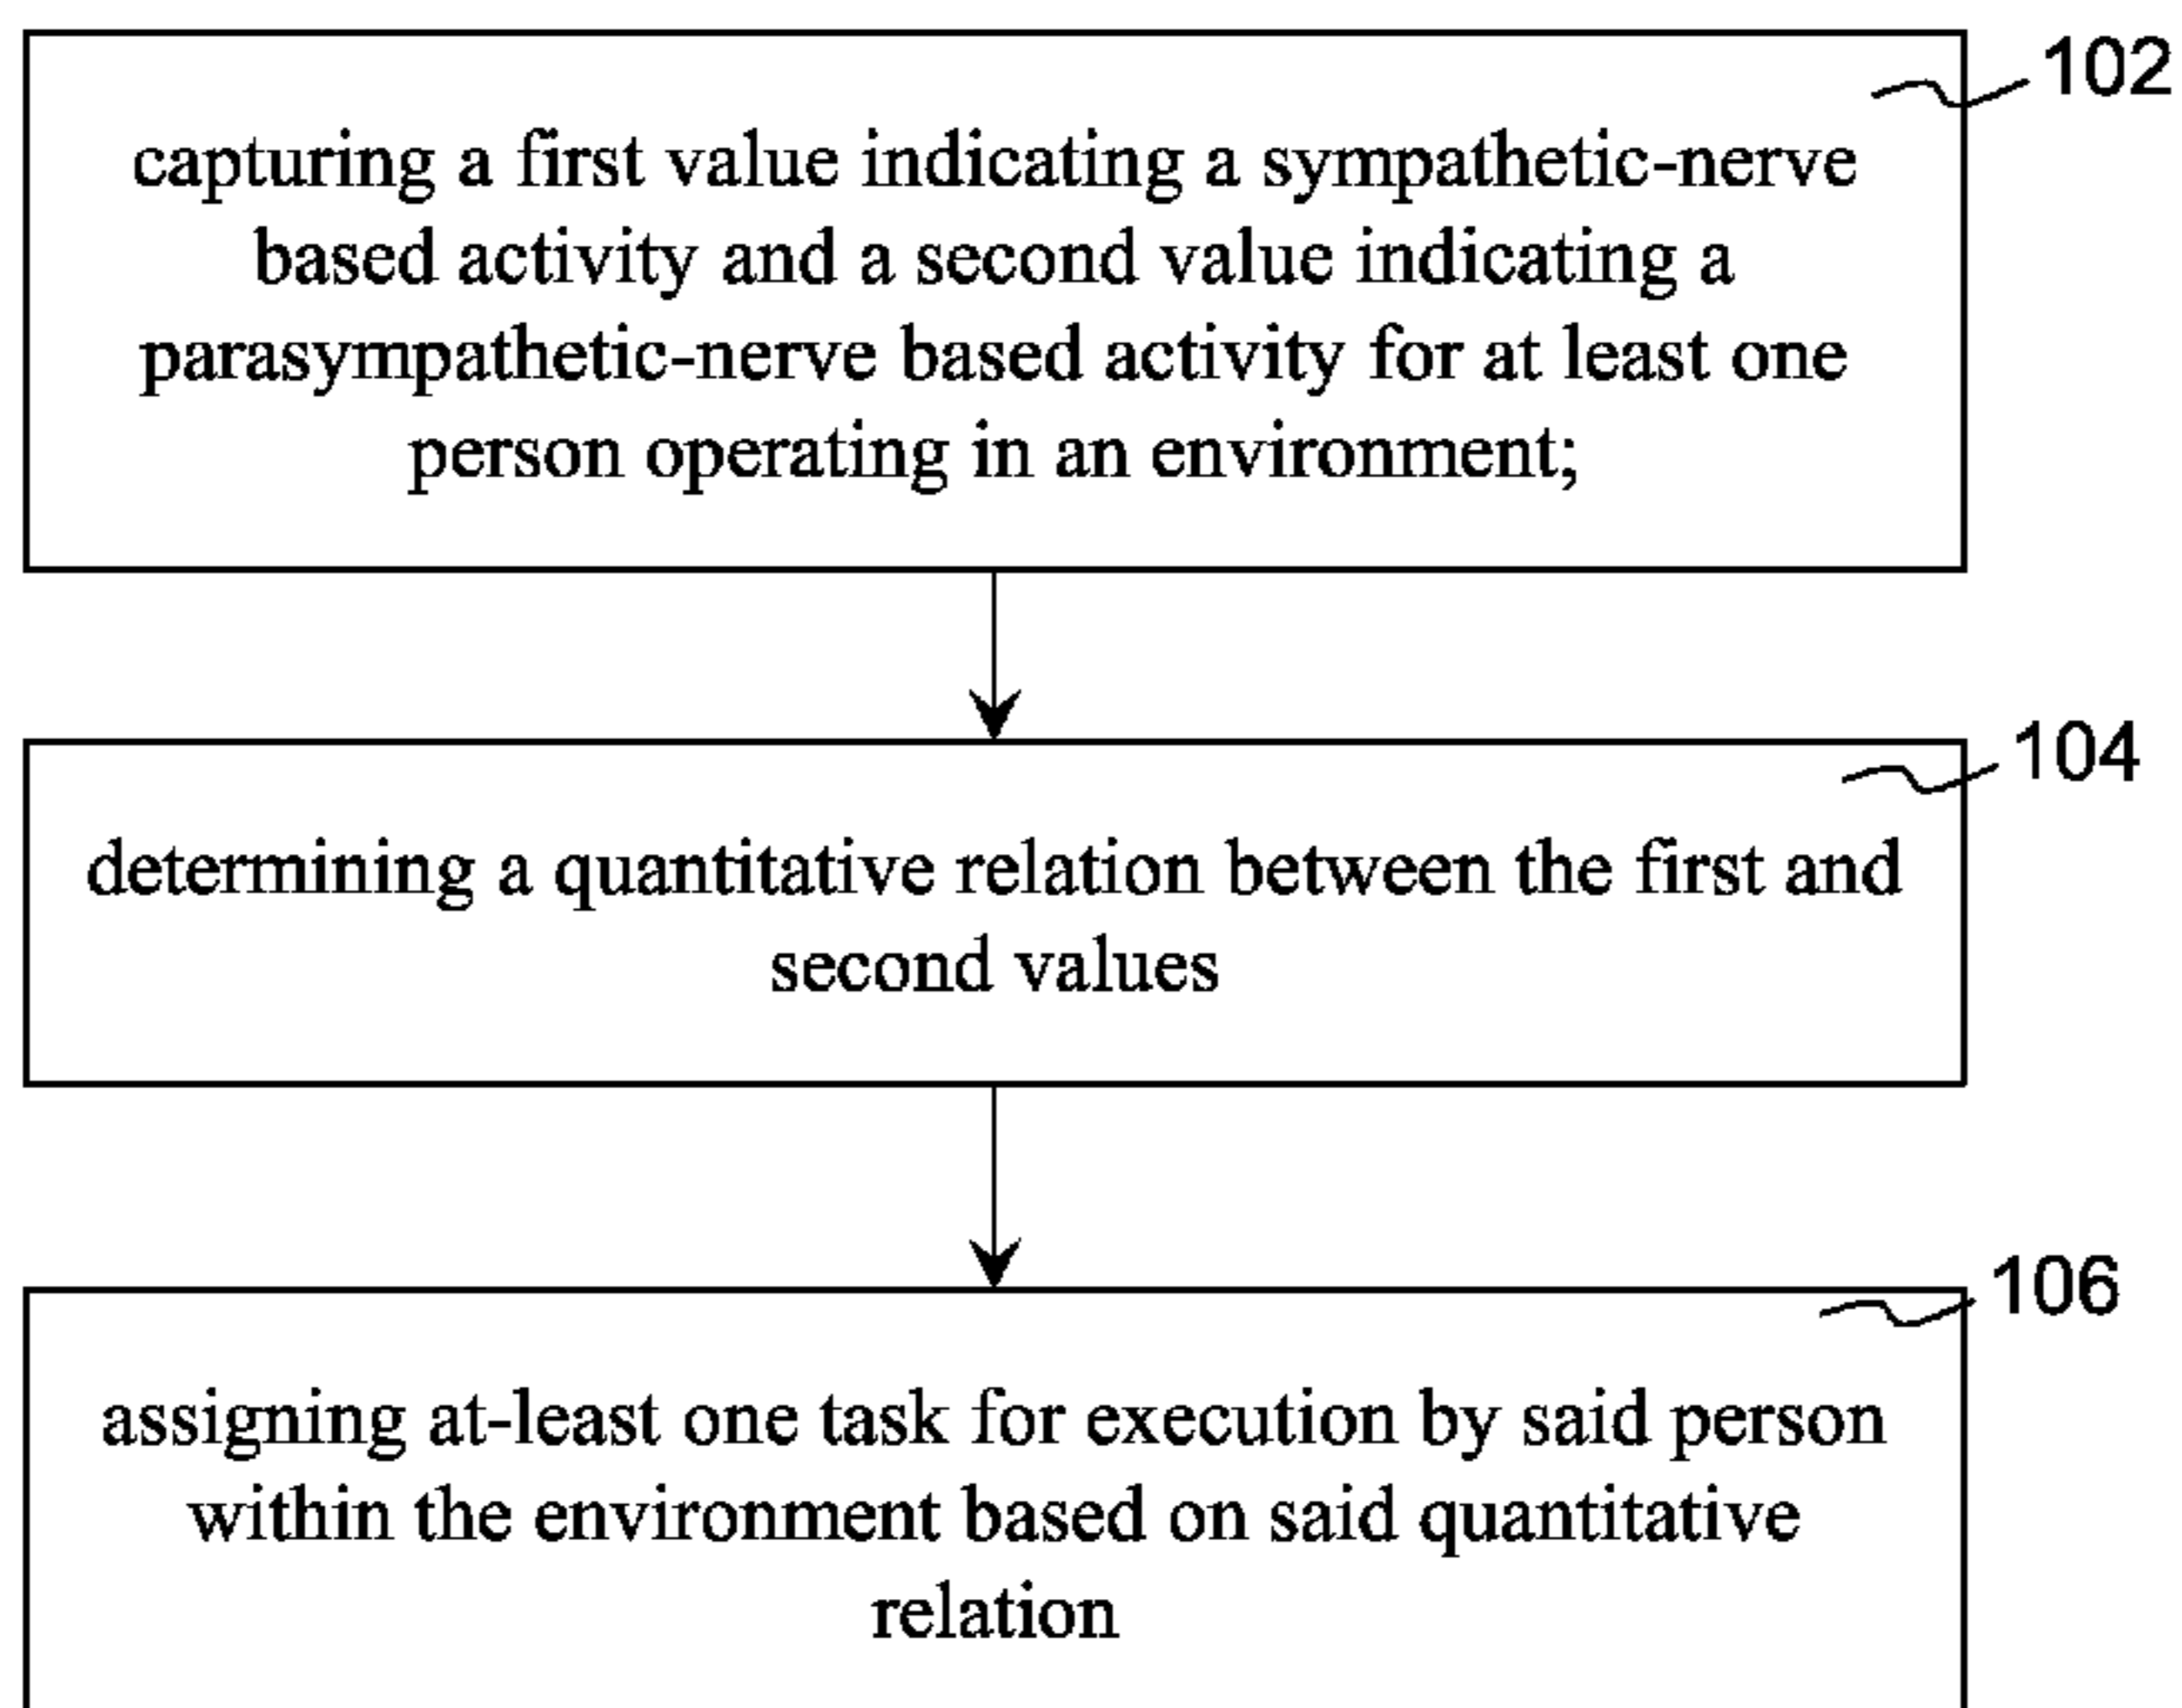 102
capturing a first value indicating a sympathetic-nerve
based activity and a second value indicating a
parasympathetic-nerve based activity for at least one
person operating in an environment;
104
determining a quantitative relation between the first and
second values
106
assigning at-least one task for execution by said person
within the environment based on said quantitative
relation